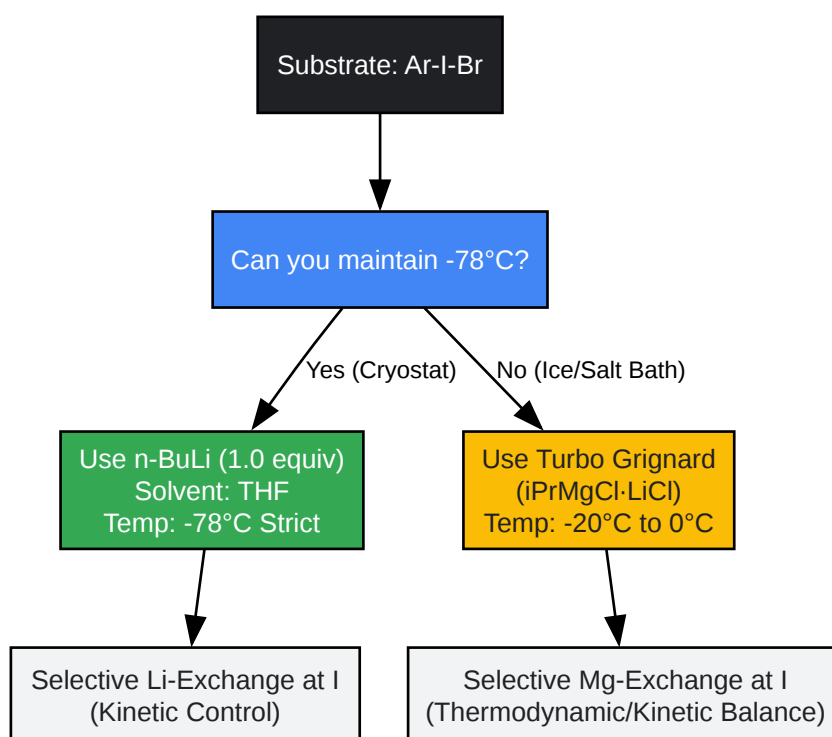 Substrate: Ar-I-Br
Can you maintain -78°C?
Yes (Cryostat)
No (Ice/Salt Bath)
Use n-BuLi (1.0 equiv)
Solvent: THF
Temp: -78°C Strict
Use Turbo Grignard
(iPrMgCl·LiCl)
Temp: -20°C to 0°C
Selective Li-Exchange at I
(Kinetic Control)
Selective Mg-Exchange at I
(Thermodynamic/Kinetic Balance)